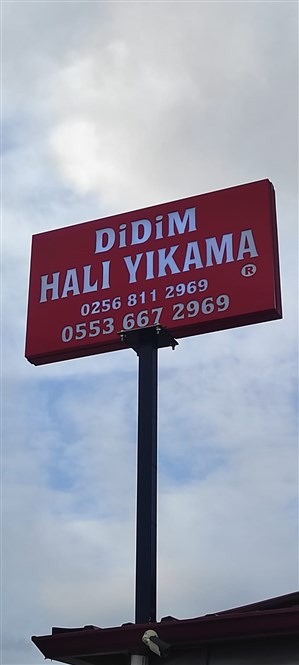 DiDiM
HALI YIKAMA ®
0256 811 2969
0553 667 2969